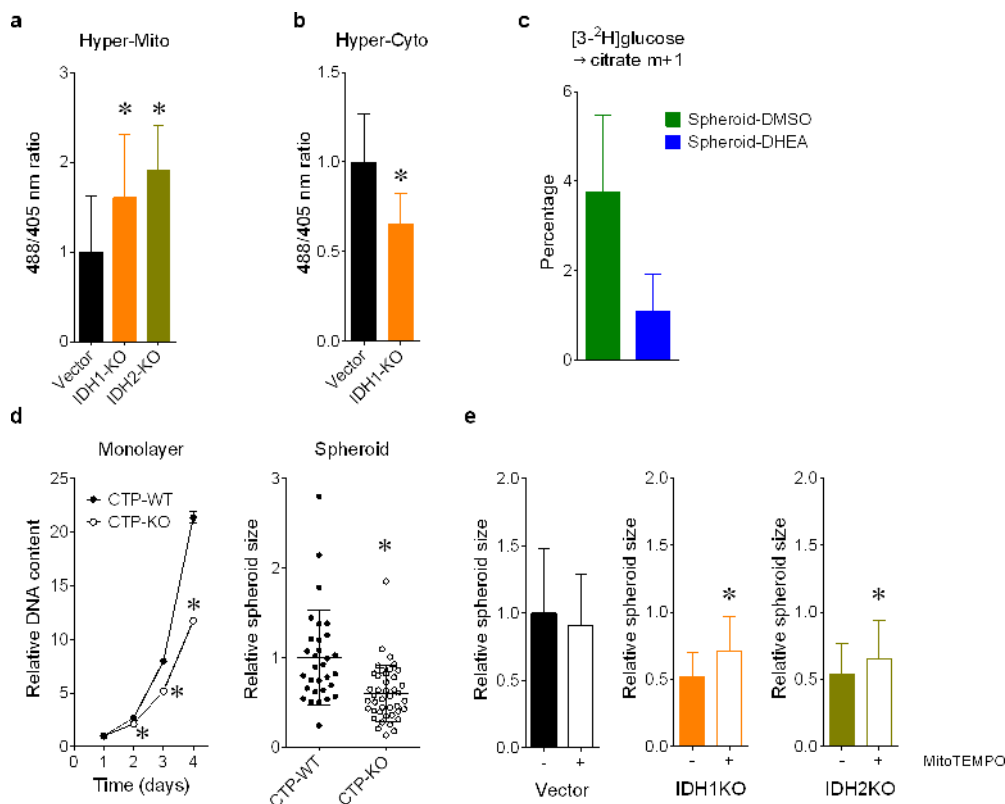 a
Hyper-Mito
488/405 nm ratio
3
2
1
0
*
*
Vector
IDH1-KO
IDH2-KO
b
Hyper-Cyto
488/405 nm ratio
1.5
1.0
0.5
0
*
Vector
IDH1-KO
c
[3-²H]glucose
→ citrate m+1
Percentage
6
4
2
0
Spheroid-DMSO
Spheroid-DHEA
d
Monolayer
Relative DNA content
25
20
15
10
5
0
CTP-WT
CTP-KO
*
*
*
0 1 2 3 4
Time (days)
Spheroid
Relative spheroid size
3
2
1
0
*
CTP-WT
CTP-KO
e
Relative spheroid size
2.0
1.5
1.0
0.5
0.0
- +
Vector
Relative spheroid size
2.0
1.5
1.0
0.5
0.0
*
- +
IDH1KO
Relative spheroid size
2.0
1.5
1.0
0.5
0.0
*
- +
IDH2KO
MitoTEMPO